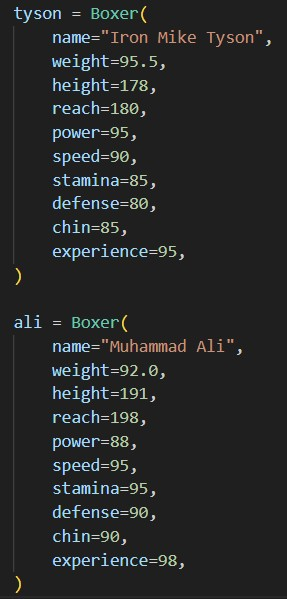 tyson = Boxer(
    name="Iron Mike Tyson",
    weight=95.5,
    height=178,
    reach=180,
    power=95,
    speed=90,
    stamina=85,
    defense=80,
    chin=85,
    experience=95,
)

ali = Boxer(
    name="Muhammad Ali",
    weight=92.0,
    height=191,
    reach=198,
    power=88,
    speed=95,
    stamina=95,
    defense=90,
    chin=90,
    experience=98,
)